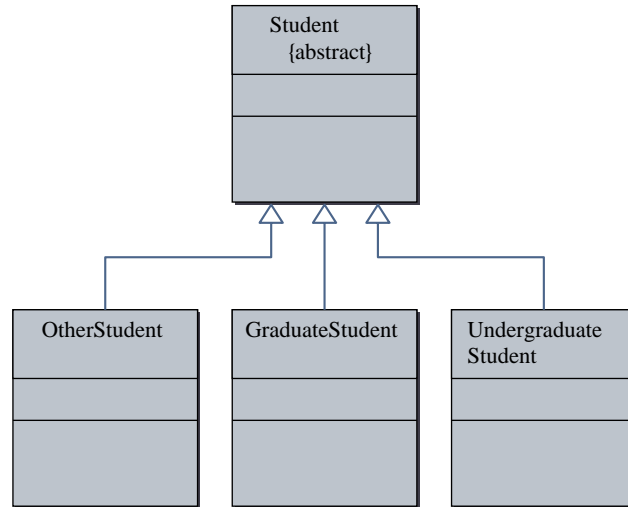 Student
{abstract}
OtherStudent
GraduateStudent
Undergraduate
Student